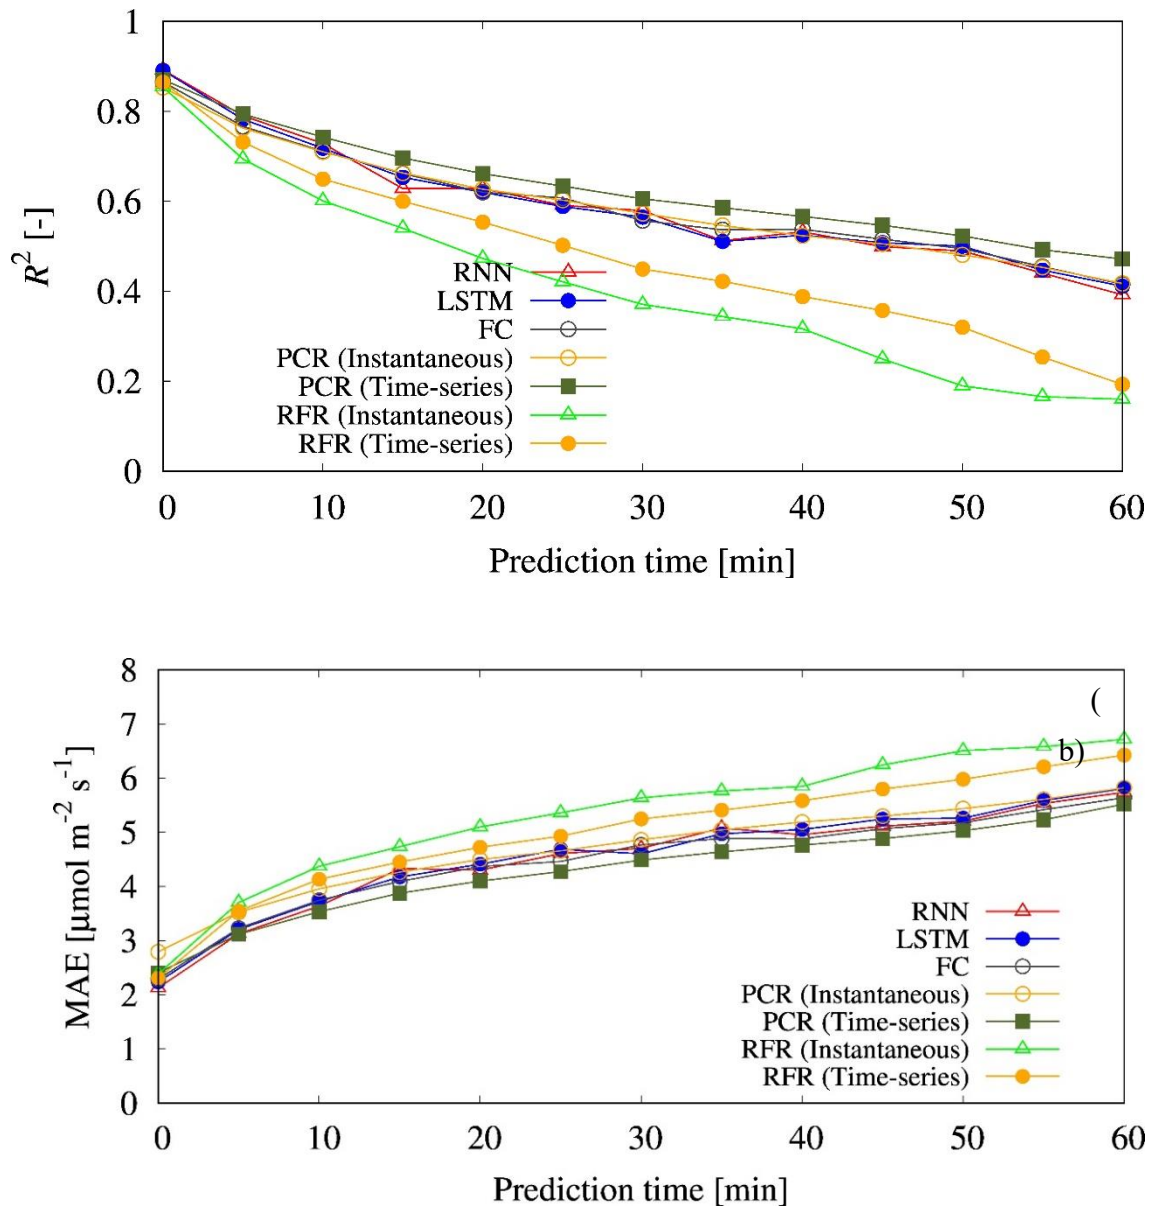 1
0.8
0.6
0.4
0.2
0
R² [-]
RNN
LSTM
FC
PCR (Instantaneous)
PCR (Time-series)
RFR (Instantaneous)
RFR (Time-series)
0 10 20 30 40 50 60
Prediction time [min]
8
7
6
5
4
3
2
1
0
MAE [μmol m⁻² s⁻¹]
(
b)
RNN
LSTM
FC
PCR (Instantaneous)
PCR (Time-series)
RFR (Instantaneous)
RFR (Time-series)
0 10 20 30 40 50 60
Prediction time [min]